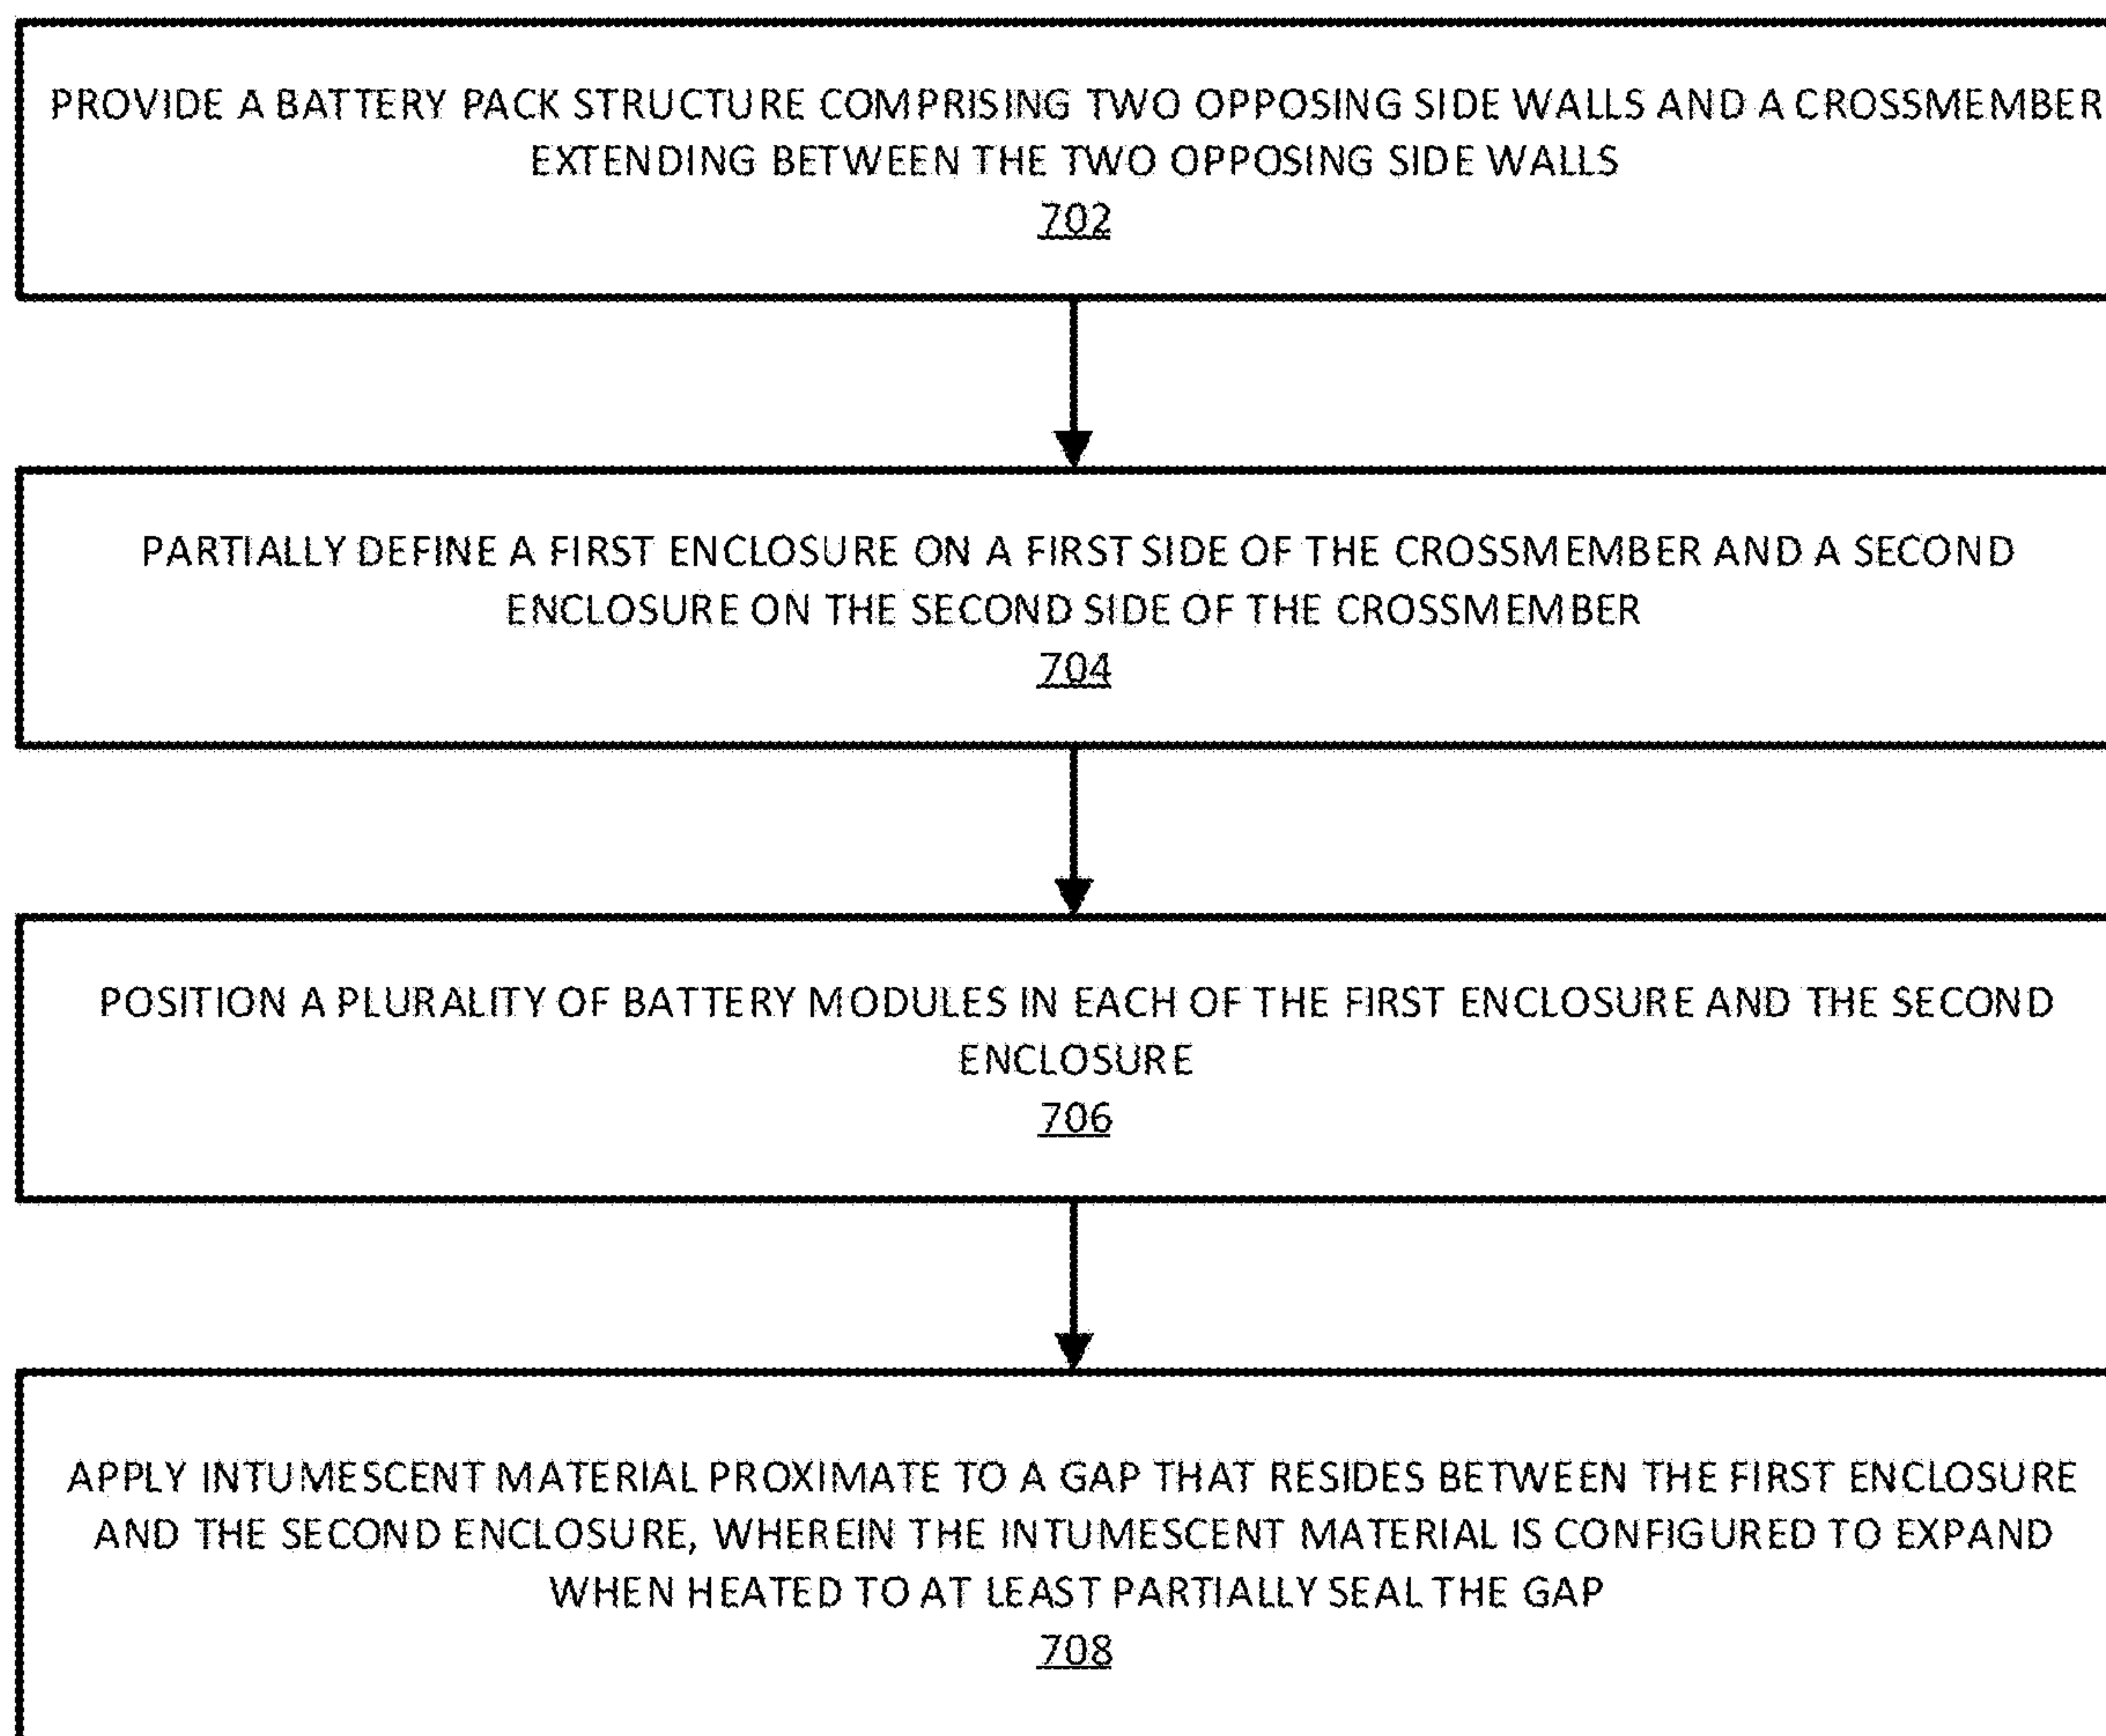 PROVIDE A BATTERY PACK STRUCTURE COMPRISING TWO OPPOSING SIDE WALLS AND A CROSSMEMBER
EXTENDING BETWEEN THE TWO OPPOSING SIDE WALLS
702
PARTIALLY DEFINE A FIRST ENCLOSURE ON A FIRST SIDE OF THE CROSSMEMBER AND A SECOND
ENCLOSURE ON THE SECOND SIDE OF THE CROSSMEMBER
704
POSITION A PLURALITY OF BATTERY MODULES IN EACH OF THE FIRST ENCLOSURE AND THE SECOND
ENCLOSURE
706
APPLY INTUMESCENT MATERIAL PROXIMATE TO A GAP THAT RESIDES BETWEEN THE FIRST ENCLOSURE
AND THE SECOND ENCLOSURE, WHEREIN THE INTUMESCENT MATERIAL IS CONFIGURED TO EXPAND
WHEN HEATED TO AT LEAST PARTIALLY SEAL THE GAP
708